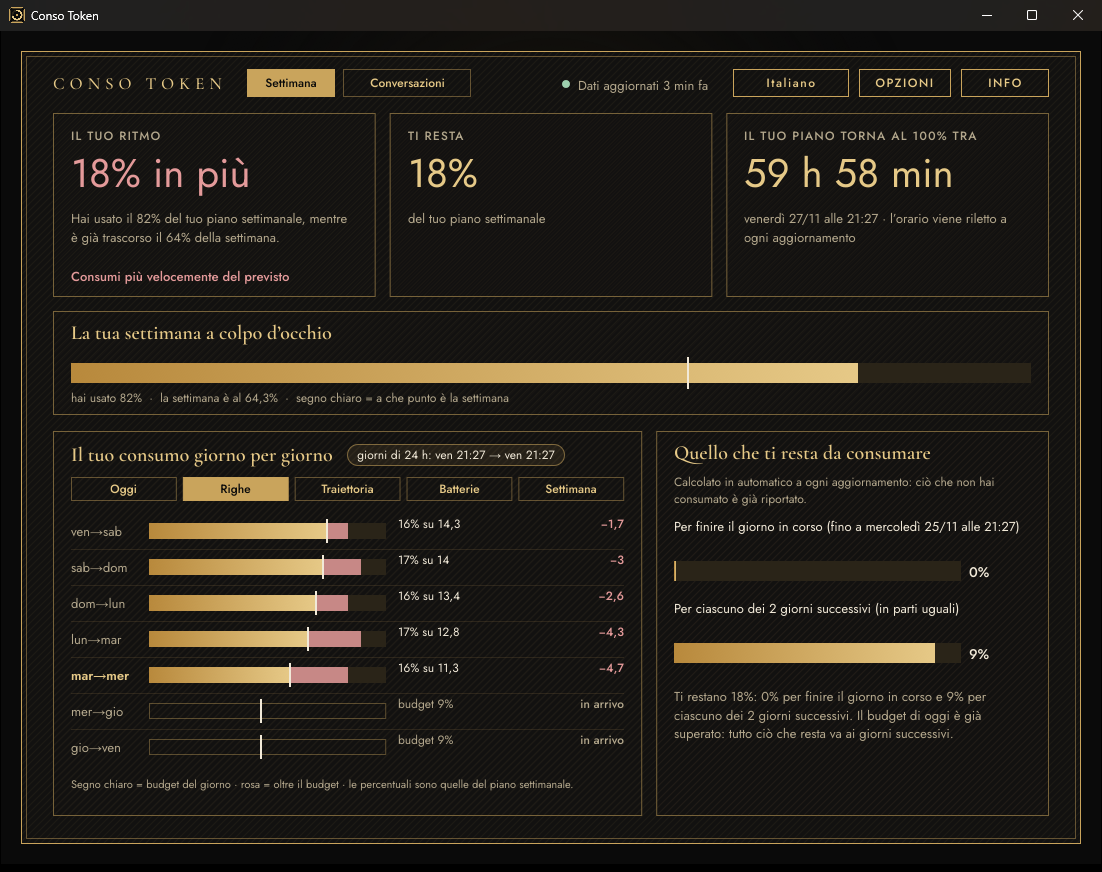 Conso Token
CONSO TOKEN
Settimana
Conversazioni
Dati aggiornati 3 min fa
Italiano
OPZIONI
INFO
IL TUO RITMO
18% in più
Hai usato il 82% del tuo piano settimanale, mentre
è già trascorso il 64% della settimana.
Consumi più velocemente del previsto
TI RESTA
18%
del tuo piano settimanale
IL TUO PIANO TORNA AL 100% TRA
59 h 58 min
venerdì 27/11 alle 21:27 · l'orario viene riletto a
ogni aggiornamento
La tua settimana a colpo d'occhio
hai usato 82% · la settimana è al 64,3% · segno chiaro = a che punto è la settimana
Il tuo consumo giorno per giorno
giorni di 24 h: ven 21:27 → ven 21:27
Oggi
Righe
Traiettoria
Batterie
Settimana
ven→sab 16% su 14,3 −1,7
sab→dom 17% su 14 −3
dom→lun 16% su 13,4 −2,6
lun→mar 17% su 12,8 −4,3
mar→mer 16% su 11,3 −4,7
mer→gio budget 9% in arrivo
gio→ven budget 9% in arrivo
Segno chiaro = budget del giorno · rosa = oltre il budget · le percentuali sono quelle del piano settimanale.
Quello che ti resta da consumare
Calcolato in automatico a ogni aggiornamento: ciò che non hai
consumato è già riportato.
Per finire il giorno in corso (fino a mercoledì 25/11 alle 21:27)
0%
Per ciascuno dei 2 giorni successivi (in parti uguali)
9%
Ti restano 18%: 0% per finire il giorno in corso e 9% per
ciascuno dei 2 giorni successivi. Il budget di oggi è già
superato: tutto ciò che resta va ai giorni successivi.